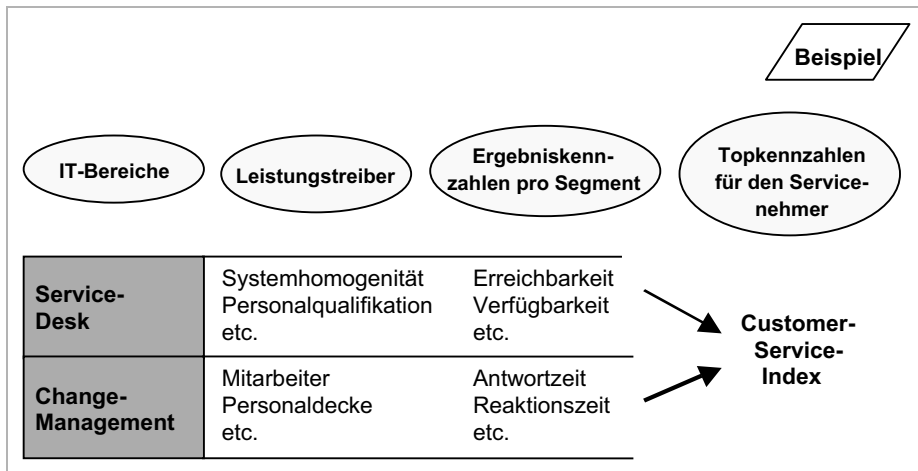 Beispiel
IT-Bereiche
Leistungstreiber
Ergebniskenn-
zahlen pro Segment
Topkennzahlen
für den Service-
nehmer
Service-
Desk
Systemhomogenität
Personalqualifikation
etc.
Erreichbarkeit
Verfügbarkeit
etc.
Change-
Management
Mitarbeiter
Personaldecke
etc.
Antwortzeit
Reaktionszeit
etc.
Customer-
Service-
Index